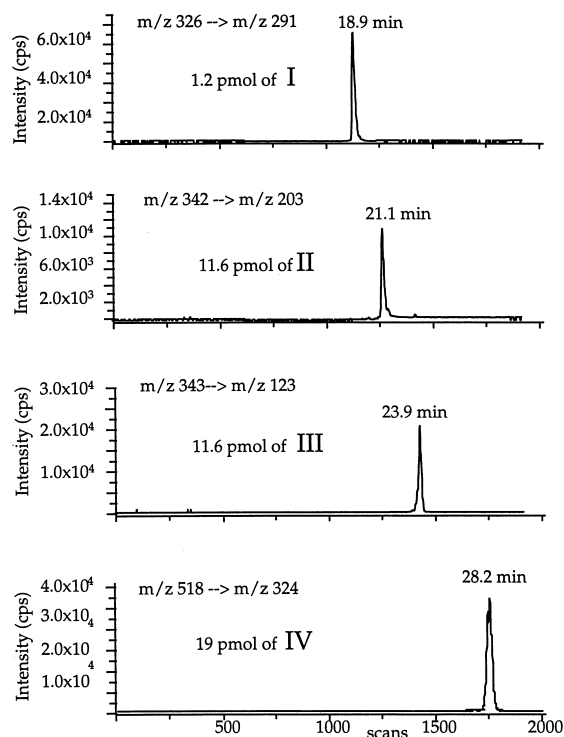 m/z 326 --> m/z 291
18.9 min
1.2 pmol of I
Intensity (cps)
6.0x10⁴
4.0x10⁴
2.0x10⁴
m/z 342 --> m/z 203
21.1 min
11.6 pmol of II
Intensity (cps)
1.4x10⁴
1.0x10⁴
6.0x10³
2.0x10³
m/z 343--> m/z 123
23.9 min
11.6 pmol of III
Intensity (cps)
3.0x10⁴
2.0x10⁴
1.0x10⁴
m/z 518 --> m/z 324
28.2 min
19 pmol of IV
Intensity (cps)
4.0x10⁴
3.0x10⁴
2.0x10⁴
1.0x10⁴
500 1000 1500 2000
scans